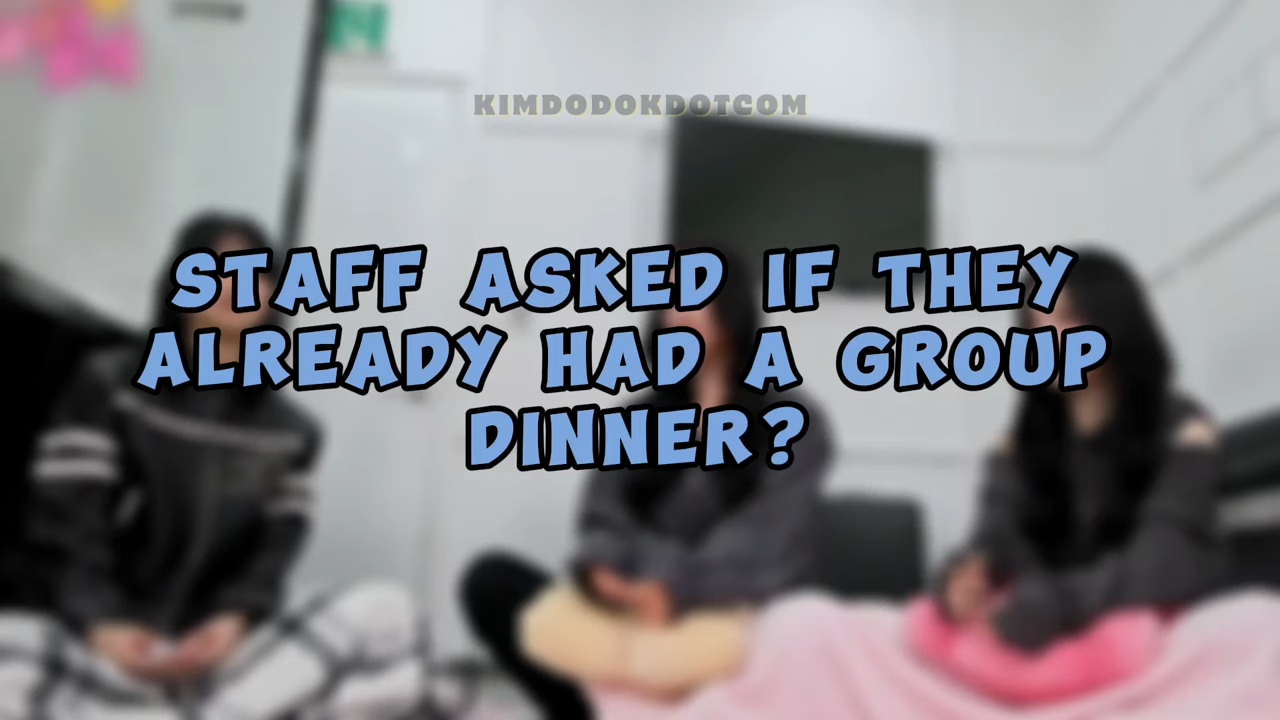 KIMDODOKDOTCOM
STAFF ASKED IF THEY
ALREADY HAD A GROUP
DINNER?